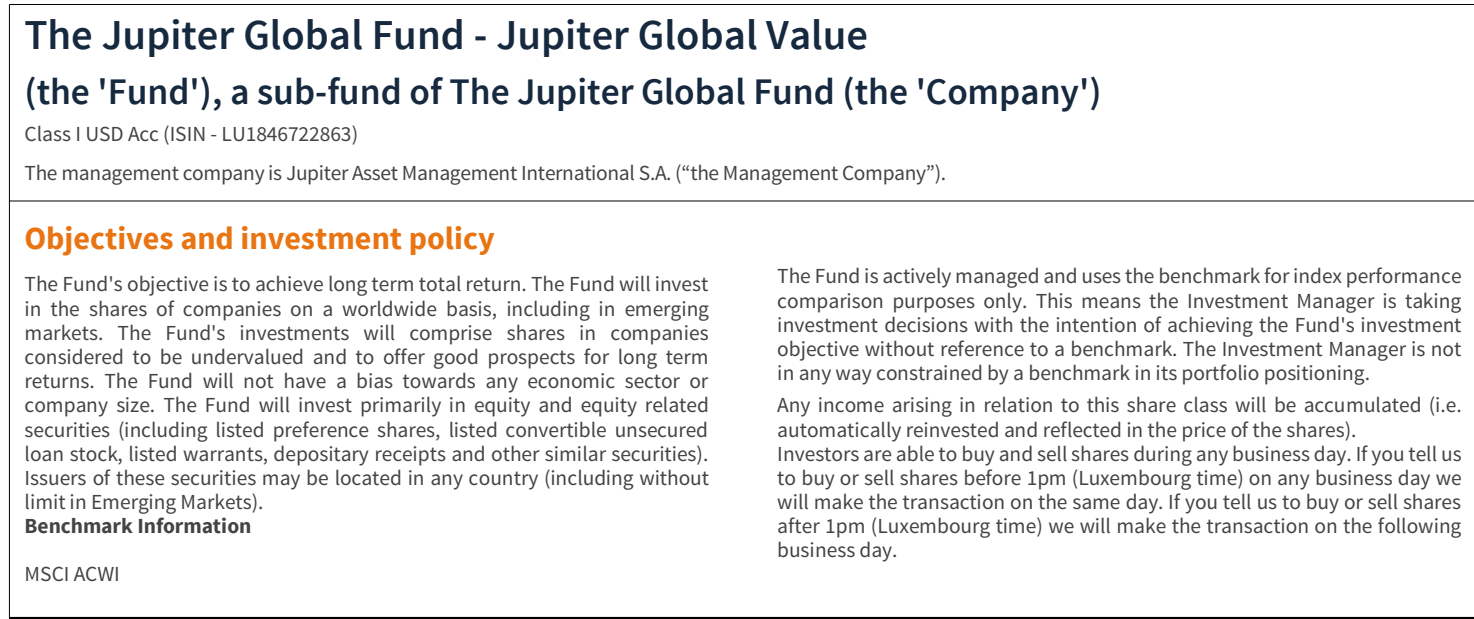 The Jupiter Global Fund - Jupiter Global Value
(the 'Fund'), a sub-fund of The Jupiter Global Fund (the 'Company')
Class I USD Acc (ISIN - LU1846722863)
The management company is Jupiter Asset Management International S.A. (“the Management Company”).
Objectives and investment policy
The Fund's objective is to achieve long term total return. The Fund will invest
in the shares of companies on a worldwide basis, including in emerging
markets. The Fund's investments will comprise shares in companies
considered to be undervalued and to offer good prospects for long term
returns. The Fund will not have a bias towards any economic sector or
company size. The Fund will invest primarily in equity and equity related
securities (including listed preference shares, listed convertible unsecured
loan stock, listed warrants, depositary receipts and other similar securities).
Issuers of these securities may be located in any country (including without
limit in Emerging Markets).
Benchmark Information
MSCI ACWI
The Fund is actively managed and uses the benchmark for index performance
comparison purposes only. This means the Investment Manager is taking
investment decisions with the intention of achieving the Fund's investment
objective without reference to a benchmark. The Investment Manager is not
in any way constrained by a benchmark in its portfolio positioning.
Any income arising in relation to this share class will be accumulated (i.e.
automatically reinvested and reflected in the price of the shares).
Investors are able to buy and sell shares during any business day. If you tell us
to buy or sell shares before 1pm (Luxembourg time) on any business day we
will make the transaction on the same day. If you tell us to buy or sell shares
after 1pm (Luxembourg time) we will make the transaction on the following
business day.